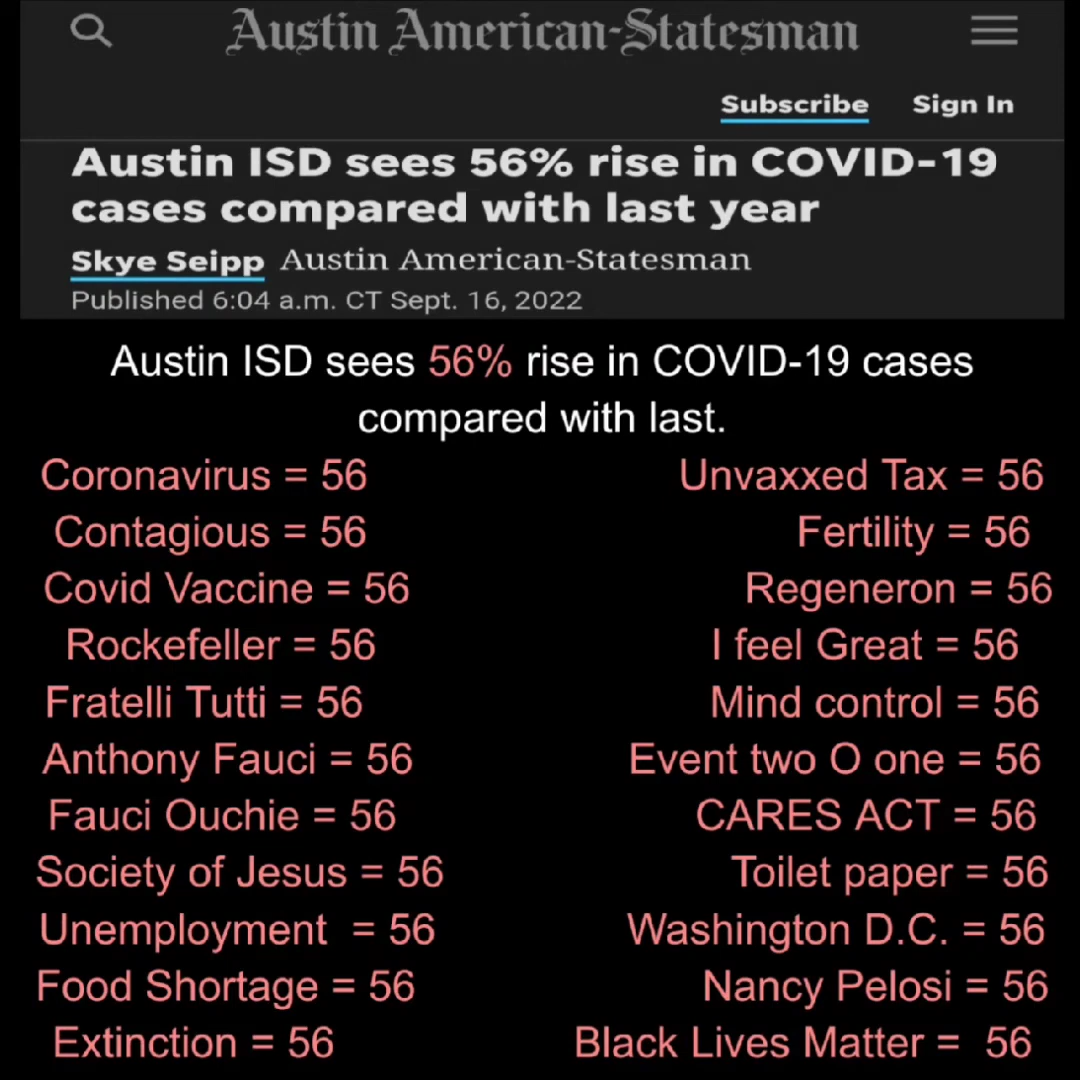 Austin American-Statesman
Subscribe Sign In
Austin ISD sees 56% rise in COVID-19
cases compared with last year
Skye Seipp Austin American-Statesman
Published 6:04 a.m. CT Sept. 16, 2022
Austin ISD sees 56% rise in COVID-19 cases
compared with last.
Coronavirus = 56
Contagious = 56
Covid Vaccine = 56
Rockefeller = 56
Fratelli Tutti = 56
Anthony Fauci = 56
Fauci Ouchie = 56
Society of Jesus = 56
Unemployment = 56
Food Shortage = 56
Extinction = 56
Unvaxxed Tax = 56
Fertility = 56
Regeneron = 56
I feel Great = 56
Mind control = 56
Event two O one = 56
CARES ACT = 56
Toilet paper = 56
Washington D.C. = 56
Nancy Pelosi = 56
Black Lives Matter = 56